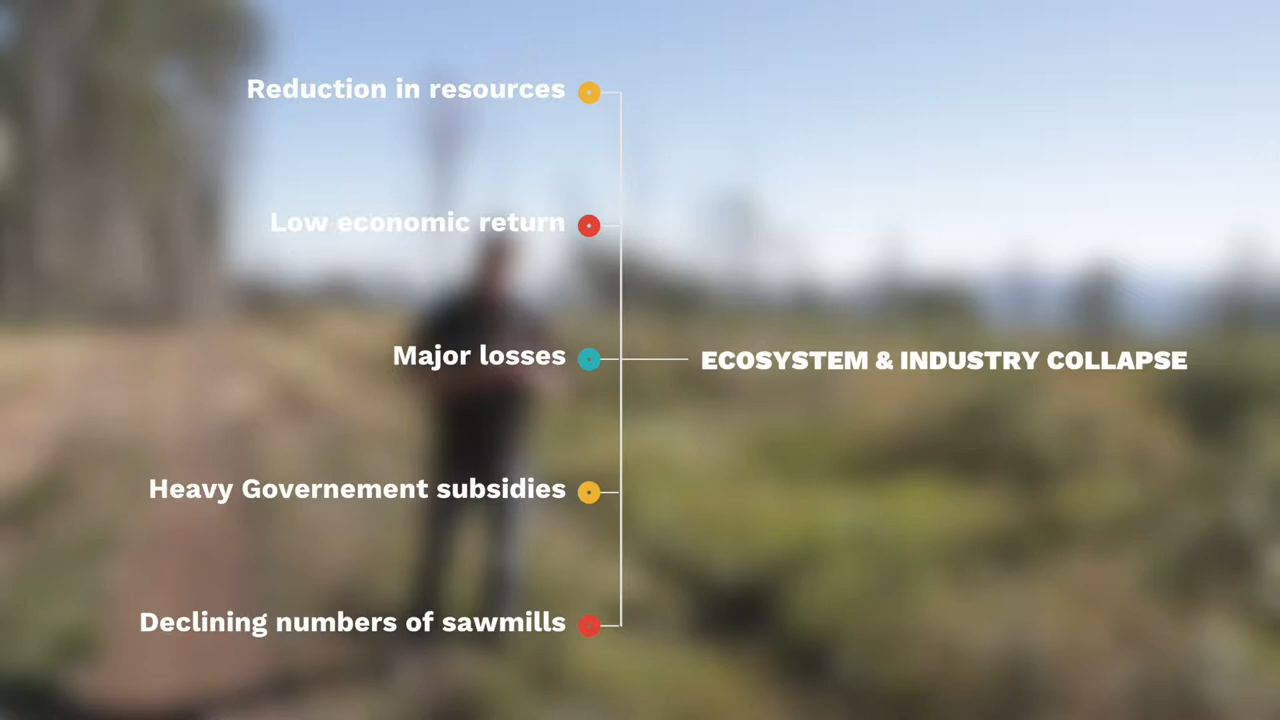 Reduction in resources
Low economic return
Major losses
ECOSYSTEM & INDUSTRY COLLAPSE
Heavy Governement subsidies
Declining numbers of sawmills